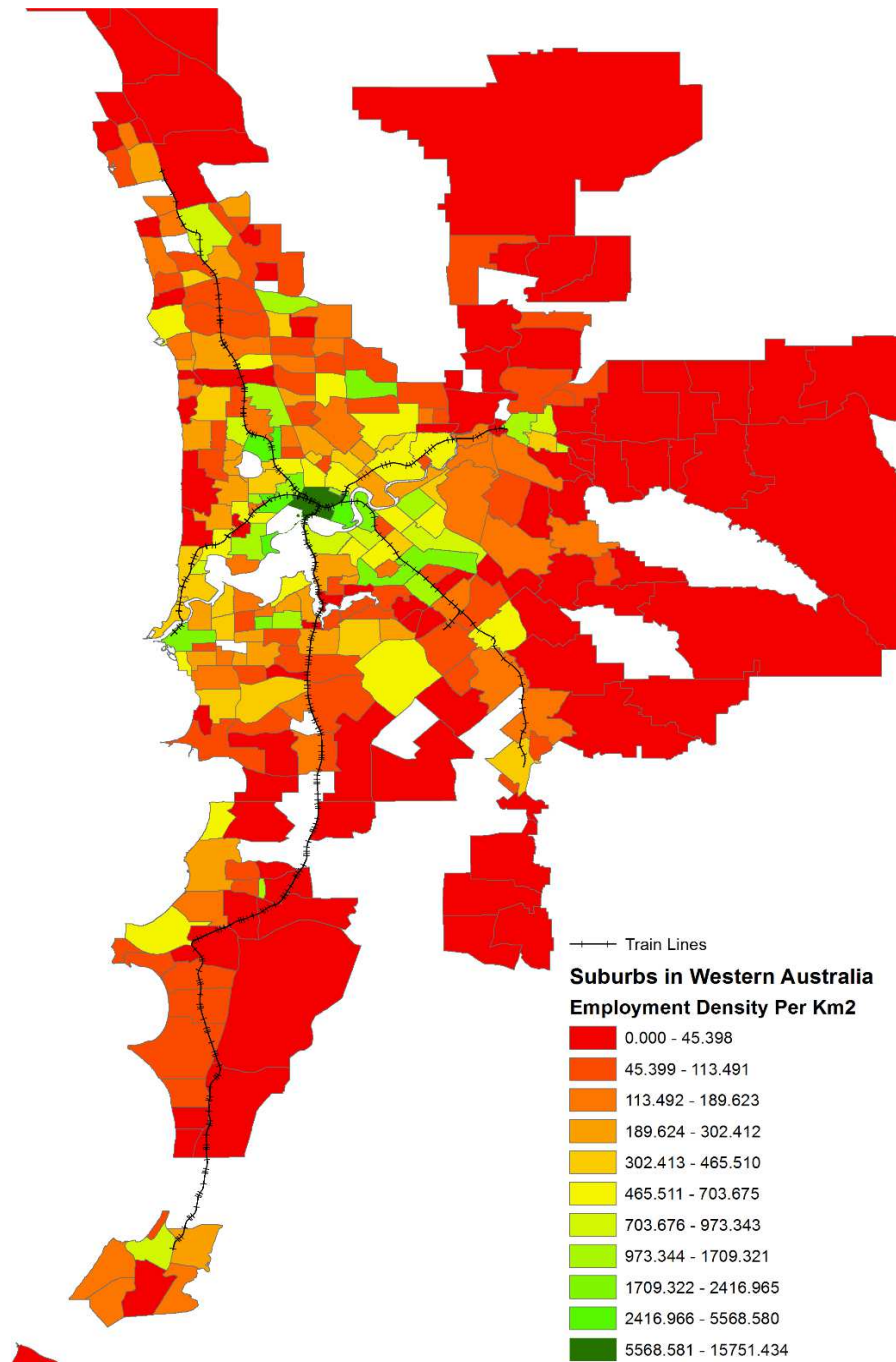 Train Lines
Suburbs in Western Australia
Employment Density Per Km2
0.000 - 45.398
45.399 - 113.491
113.492 - 189.623
189.624 - 302.412
302.413 - 465.510
465.511 - 703.675
703.676 - 973.343
973.344 - 1709.321
1709.322 - 2416.965
2416.966 - 5568.580
5568.581 - 15751.434